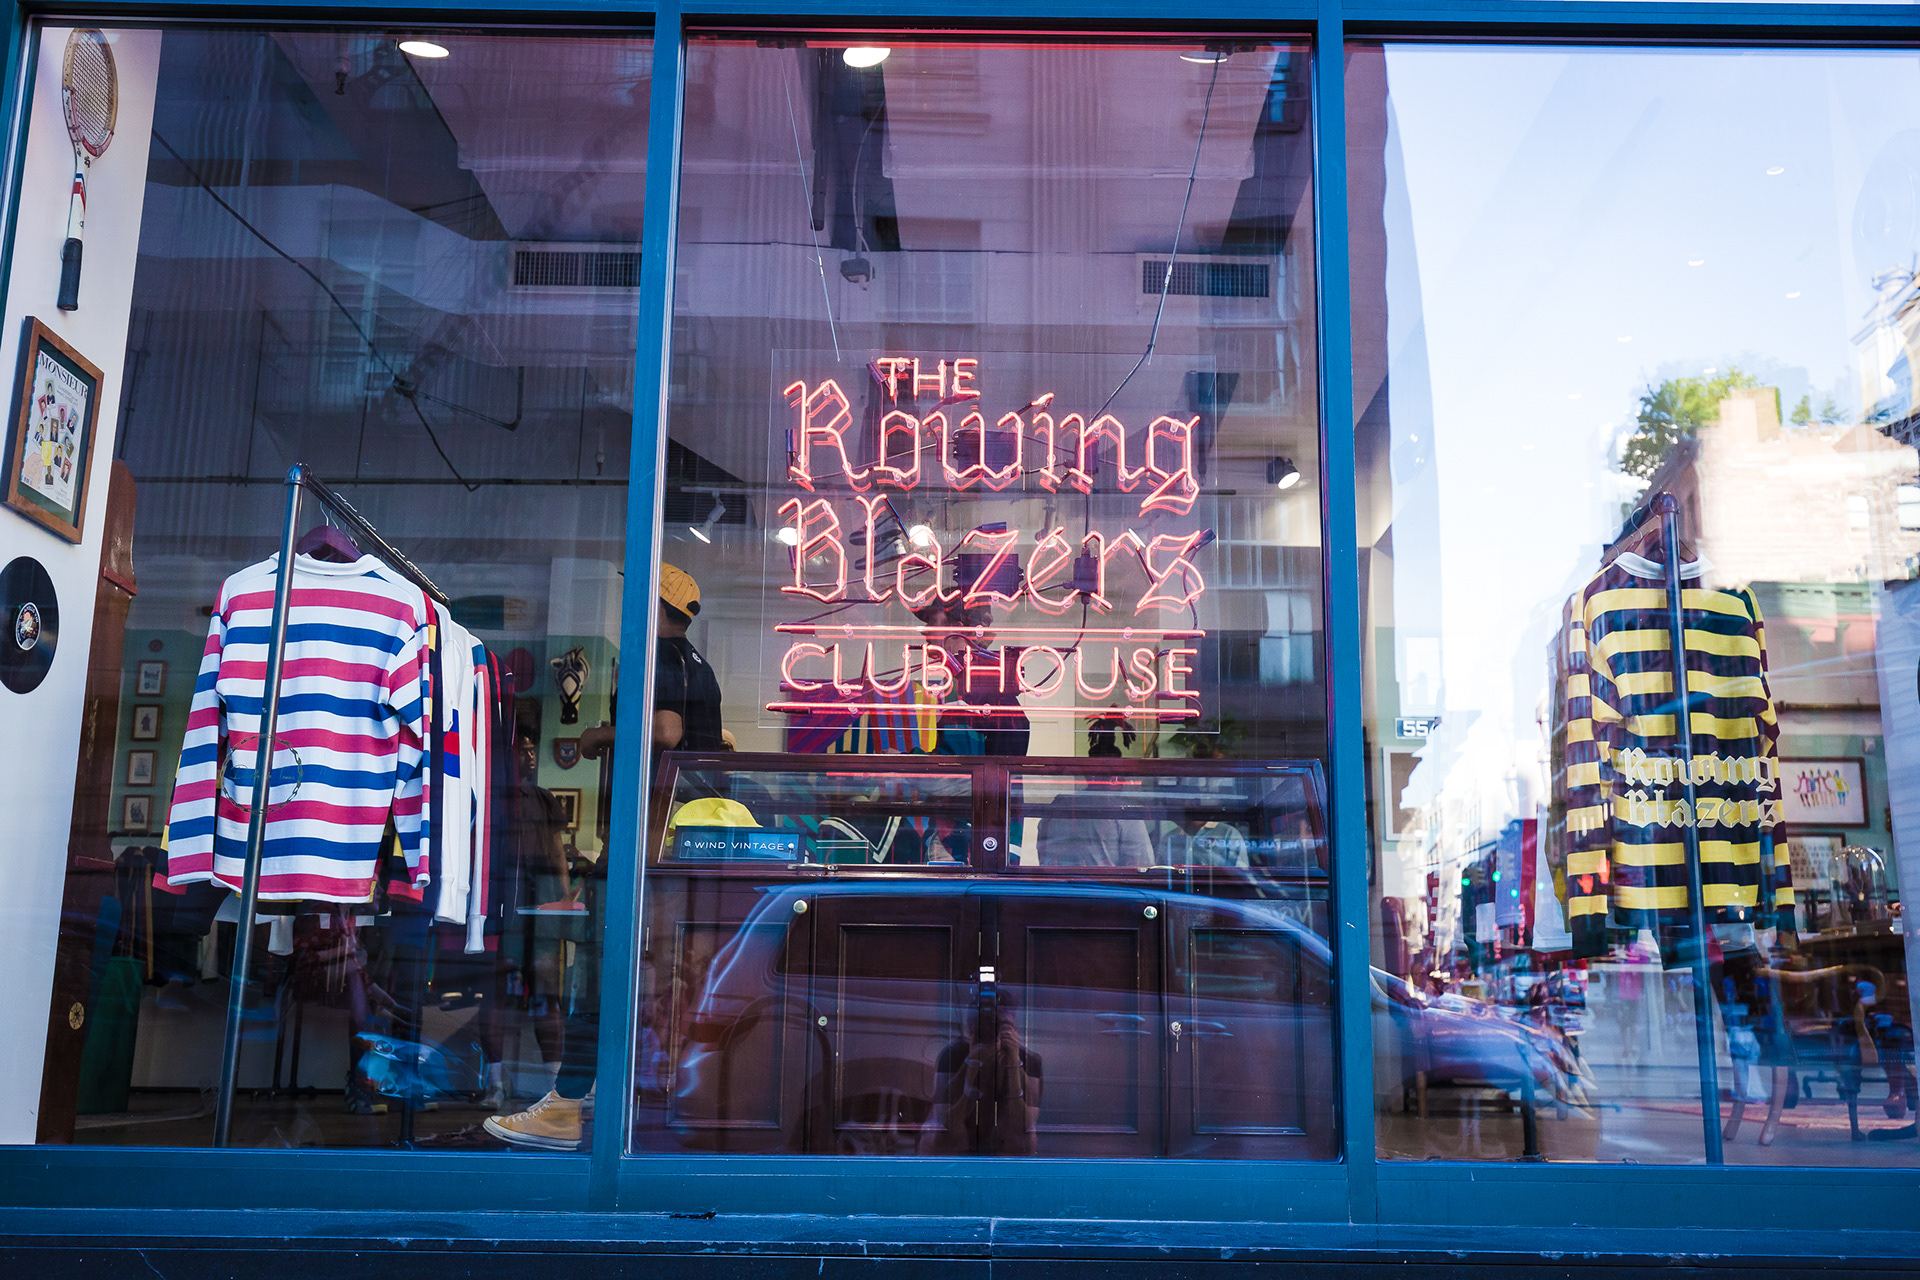 MONSIEUR
THE
Rowing
Blazers
CLUBHOUSE
WIND VINTAGE
Rowing
Blazers